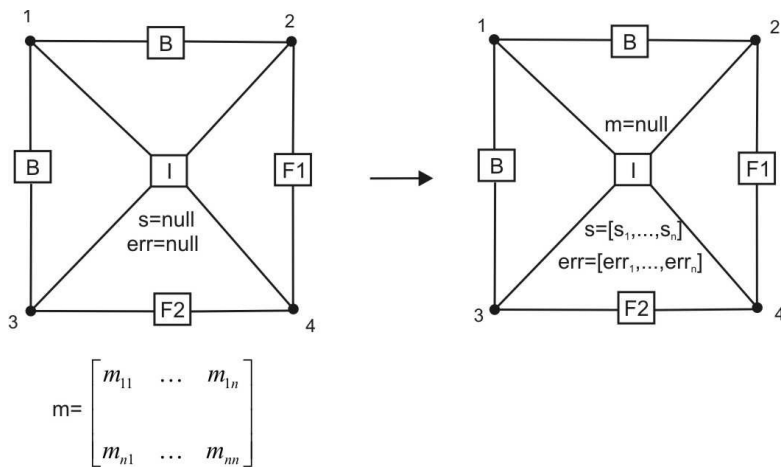 1 B 2
B I F1
s=null
err=null
3 F2 4
m= [ m11 … m1n
mn1 … mnn ]
1 B 2
m=null
B I F1
s=[s1,...,sn]
err=[err1,...,errn]
3 F2 4